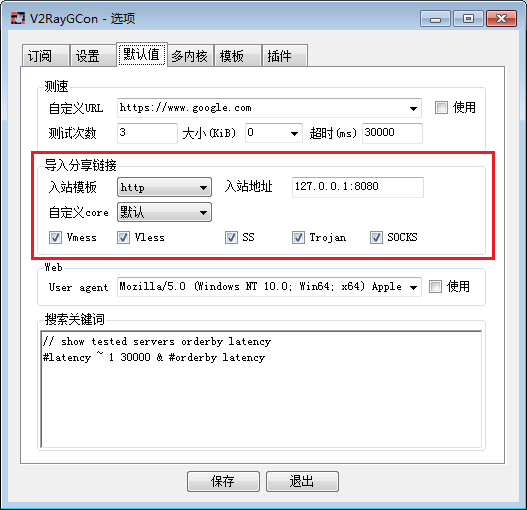 V2RayGCon - 选项
订阅 设置 默认值 多内核 模板 插件
测速
自定义URL https://www.google.com 使用
测试次数 3 大小(KiB) 0 超时(ms) 30000
导入分享链接
入站模板 http 入站地址 127.0.0.1:8080
自定义core 默认
Vmess Vless SS Trojan SOCKS
Web
User agent Mozilla/5.0 (Windows NT 10.0; Win64; x64) Apple 使用
搜索关键词
// show tested servers orderby latency
#latency ~ 1 30000 & #orderby latency
保存 退出